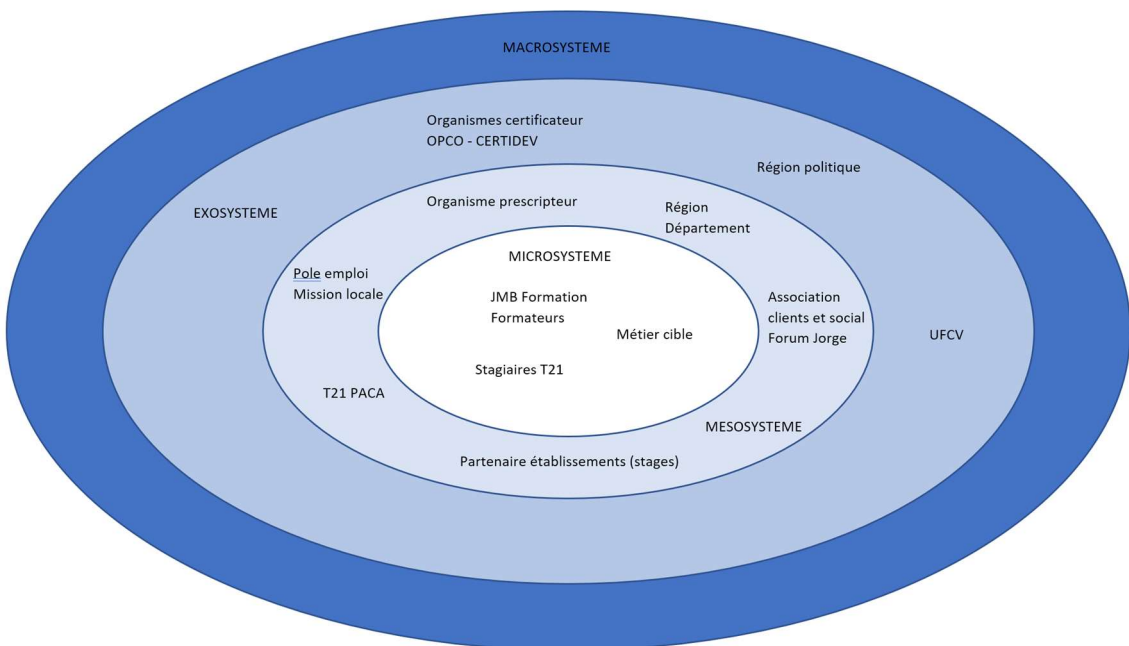 MACROSYSTEME
Organismes certificateur
OPCO - CERTIDEV
Région politique
EXOSYSTEME
Organisme prescripteur
Région
Département
MICROSYSTEME
Pole emploi
Mission locale
JMB Formation
Formateurs
Métier cible
Association
clients et social
Forum Jorge
UFCV
Stagiaires T21
T21 PACA
MESOSYSTEME
Partenaire établissements (stages)